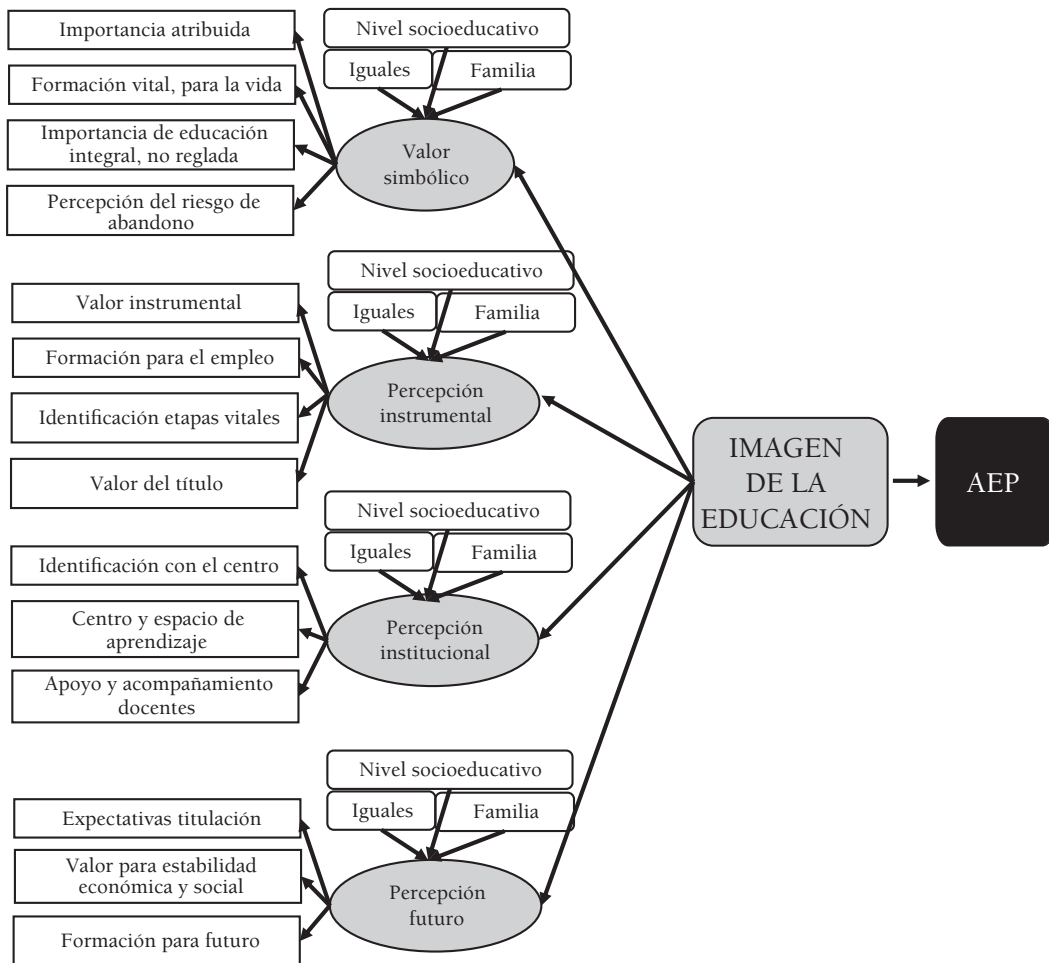 Importancia atribuida
Formación vital, para la vida
Importancia de educación
integral, no reglada
Percepción del riesgo de
abandono
Nivel socioeducativo
Iguales
Familia
Valor
simbólico
Valor instrumental
Formación para el empleo
Identificación etapas vitales
Valor del título
Nivel socioeducativo
Iguales
Familia
Percepción
instrumental
Identificación con el centro
Centro y espacio de
aprendizaje
Apoyo y acompañamiento
docentes
Nivel socioeducativo
Iguales
Familia
Percepción
institucional
Expectativas titulación
Valor para estabilidad
económica y social
Formación para futuro
Nivel socioeducativo
Iguales
Familia
Percepción
futuro
IMAGEN
DE LA
EDUCACIÓN
AEP